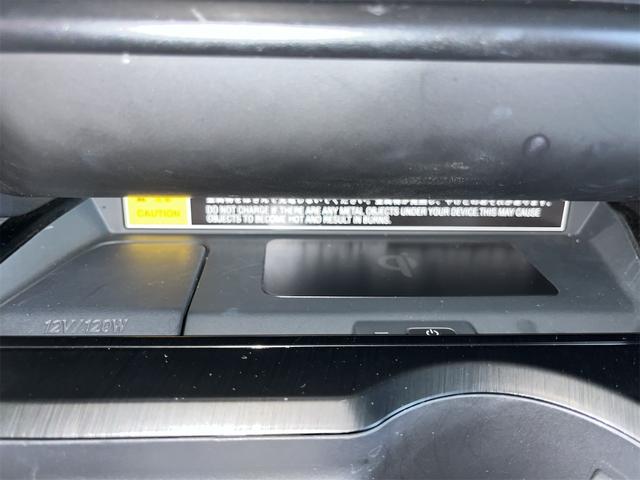 CAUTION
DO NOT CHARGE IF THERE ARE ANY METAL OBJECTS UNDER YOUR DEVICE.THIS MAY CAUSE
OBJECTS TO BECOME HOT AND RESULT IN BURNS.
12V/120W